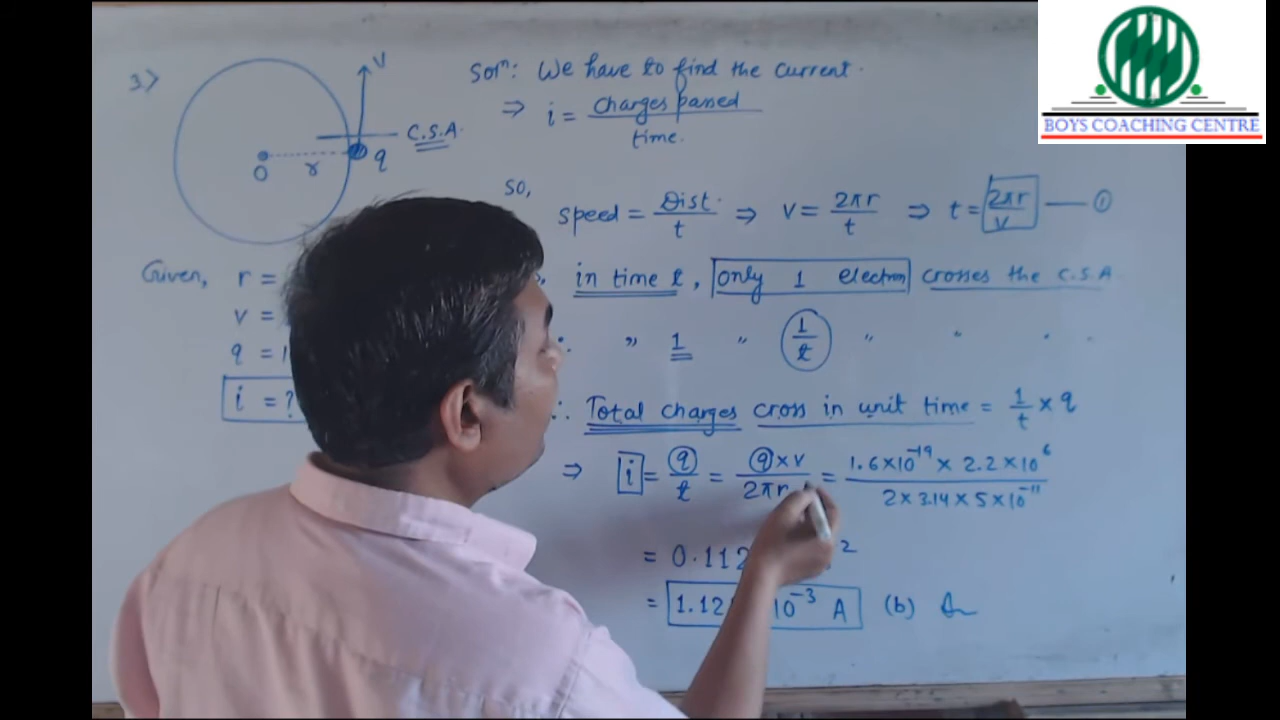 BOYS COACHING CENTRE
3.)
V
C.S.A.
O
r
q
Given, r =
v =
q = 1
i = ?
Solⁿ: We have to find the current.
⇒ i = charges passed / time.
So,
speed = Dist. / t ⇒ v = 2πr / t ⇒ t = 2πr / v — ①
in time t, only 1 electron crosses the C.S.A.
∴ " 1 " 1/t " " . .
∴ Total charges cross in unit time = 1/t × q
⇒ i = q / t = q × v / 2πr = 1.6×10⁻¹⁹ × 2.2×10⁶ / 2 × 3.14 × 5 × 10⁻¹¹
= 0.112 ²
= 1.12 10⁻³ A (b)